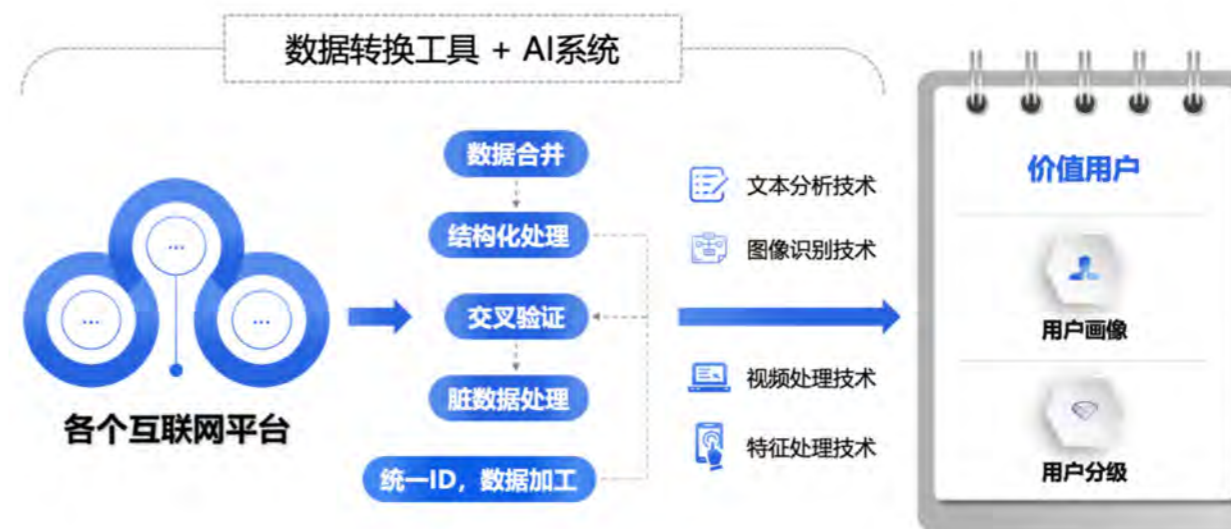 数据转换工具 + AI系统
各个互联网平台
数据合并
结构化处理
交叉验证
脏数据处理
统一ID，数据加工
文本分析技术
图像识别技术
视频处理技术
特征处理技术
价值用户
用户画像
用户分级